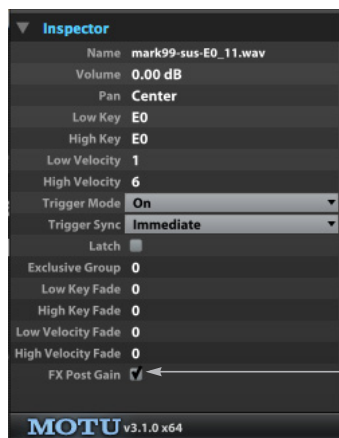 Inspector
Name mark99-sus-E0_11.wav
Volume 0.00 dB
Pan Center
Low Key E0
High Key E0
Low Velocity 1
High Velocity 6
Trigger Mode On
Trigger Sync Immediate
Latch
Exclusive Group 0
Low Key Fade 0
High Key Fade 0
Low Velocity Fade 0
High Velocity Fade 0
FX Post Gain
MOTU v3.1.0 x64